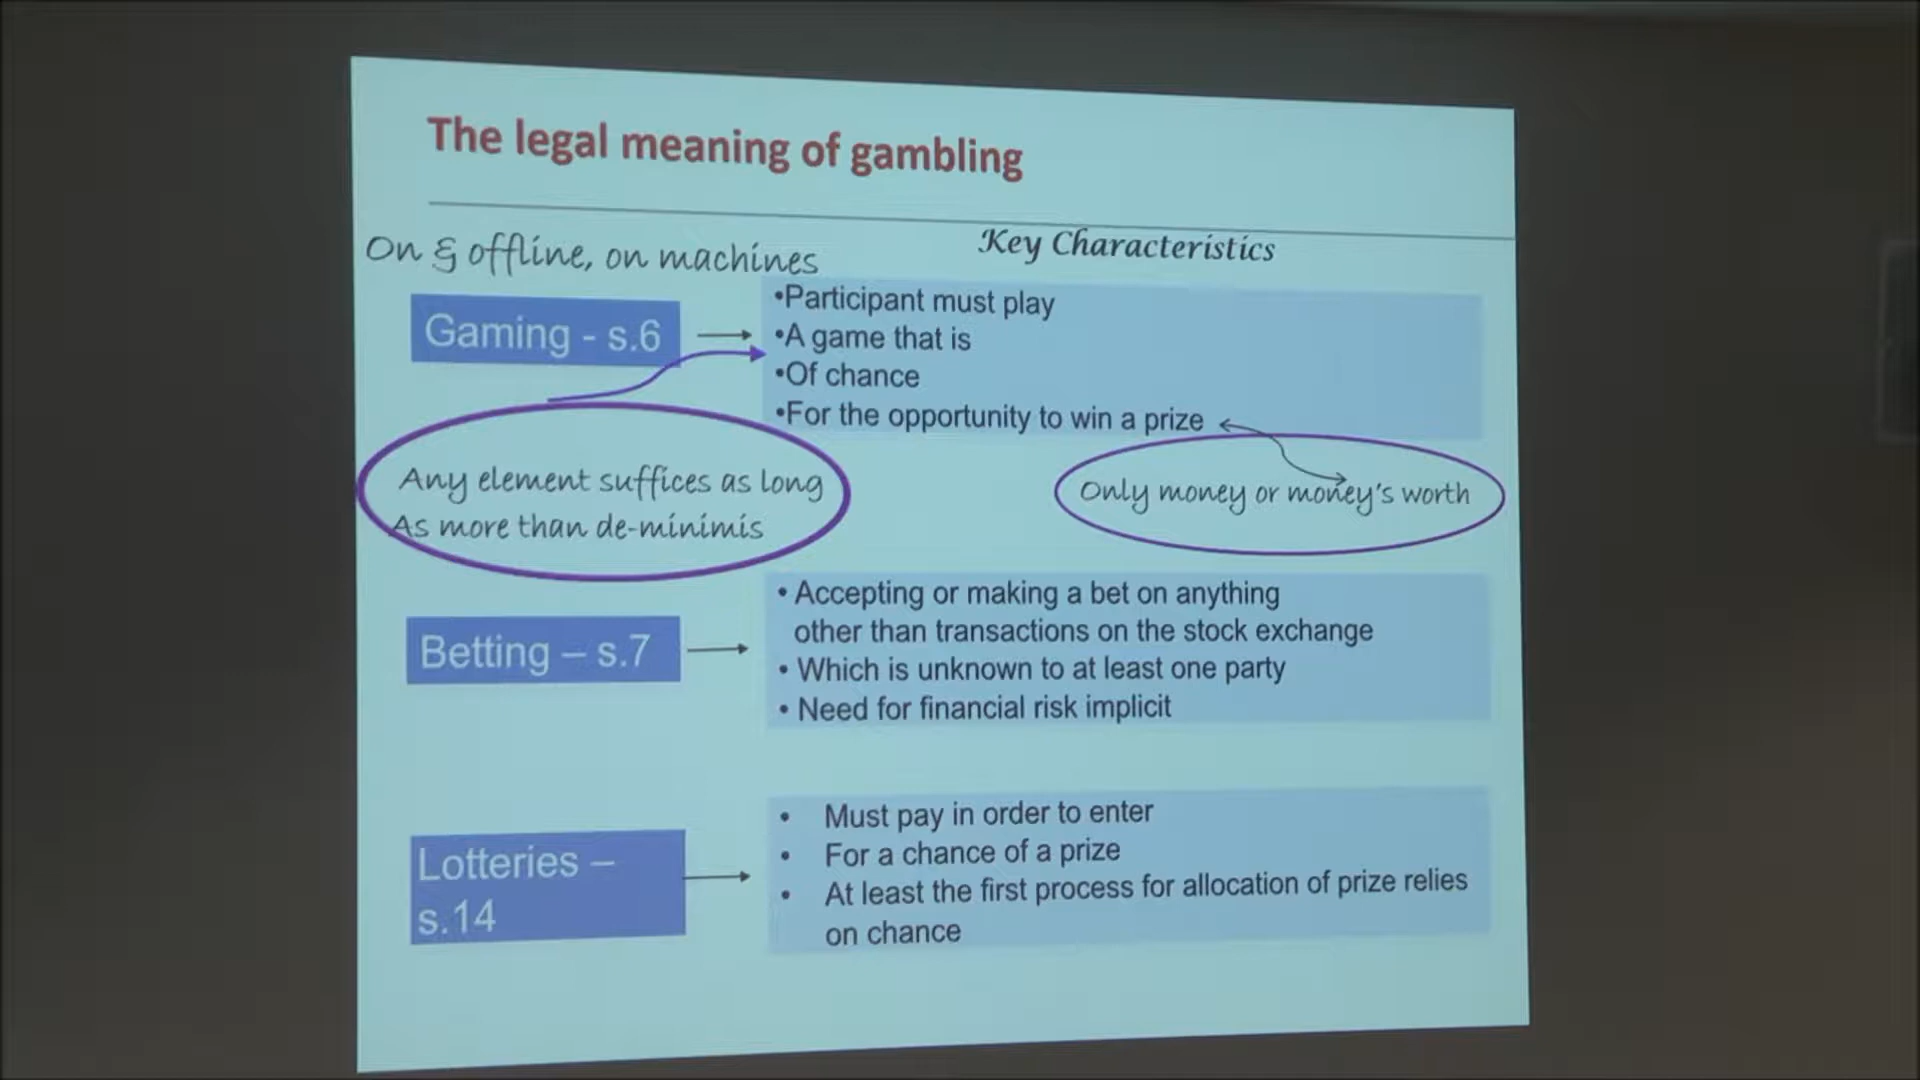 The legal meaning of gambling
On & offline, on machines
Key Characteristics
Gaming - s.6
•Participant must play
•A game that is
•Of chance
•For the opportunity to win a prize
Any element suffices as long
As more than de-minimis
Only money or money's worth
Betting – s.7
• Accepting or making a bet on anything
other than transactions on the stock exchange
• Which is unknown to at least one party
• Need for financial risk implicit
Lotteries –
s.14
• Must pay in order to enter
• For a chance of a prize
• At least the first process for allocation of prize relies
on chance